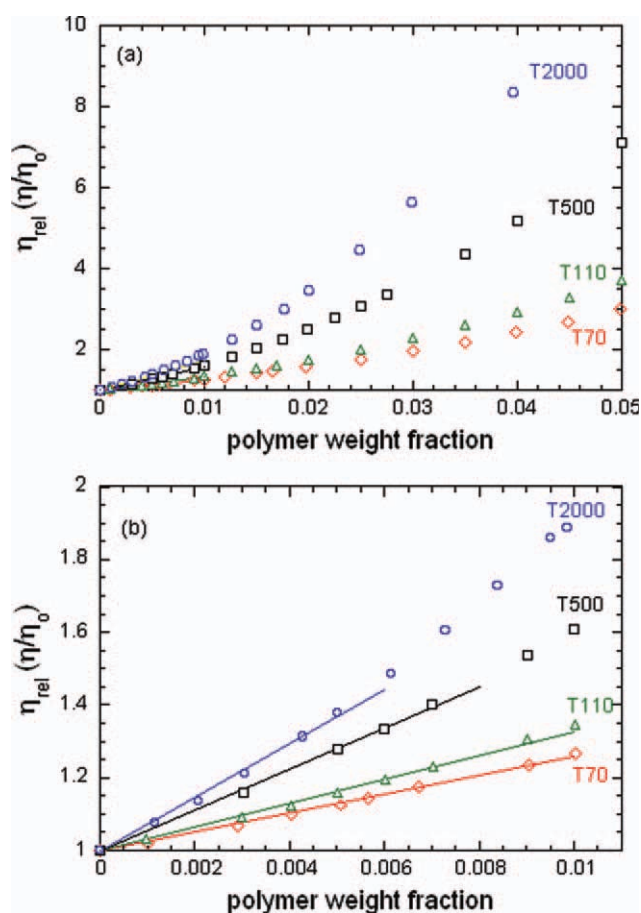 10
(a)
T2000
8
6
T500
4
T110
T70
2
η_rel (η/η_0)
0 0.01 0.02 0.03 0.04 0.05
polymer weight fraction
2
(b)
T2000
1.8
T500
1.6
1.4
T110
T70
1.2
1
η_rel (η/η_0)
0 0.002 0.004 0.006 0.008 0.01
polymer weight fraction